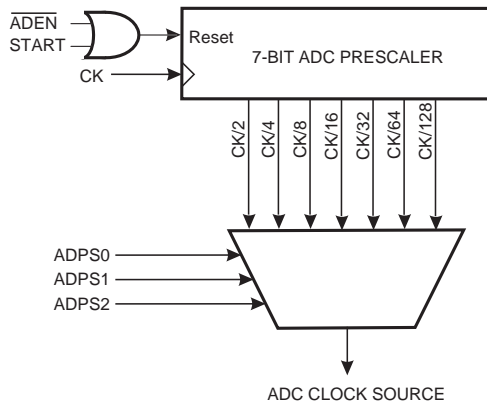 ADEN
START
CK
Reset
7-BIT ADC PRESCALER
CK/2
CK/4
CK/8
CK/16
CK/32
CK/64
CK/128
ADPS0
ADPS1
ADPS2
ADC CLOCK SOURCE